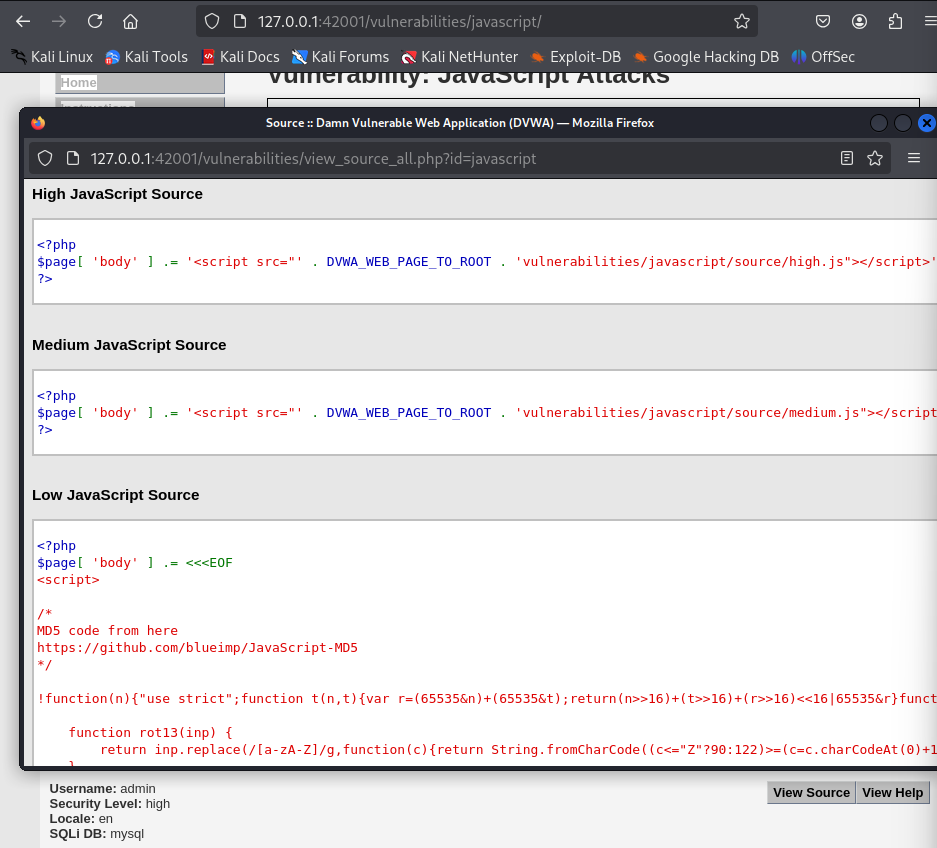 127.0.0.1:42001/vulnerabilities/javascript/
Kali Linux Kali Tools Kali Docs Kali Forums Kali NetHunter Exploit-DB Google Hacking DB OffSec
Home
Vulnerability: JavaScript Attacks
Instructions
Source :: Damn Vulnerable Web Application (DVWA) — Mozilla Firefox
127.0.0.1:42001/vulnerabilities/view_source_all.php?id=javascript
High JavaScript Source
<?php
$page[ 'body' ] .= '<script src="' . DVWA_WEB_PAGE_TO_ROOT . 'vulnerabilities/javascript/source/high.js"></script>'
?>
Medium JavaScript Source
<?php
$page[ 'body' ] .= '<script src="' . DVWA_WEB_PAGE_TO_ROOT . 'vulnerabilities/javascript/source/medium.js"></script
?>
Low JavaScript Source
<?php
$page[ 'body' ] .= <<<EOF
<script>
/*
MD5 code from here
https://github.com/blueimp/JavaScript-MD5
*/
!function(n){"use strict";function t(n,t){var r=(65535&n)+(65535&t);return(n>>16)+(t>>16)+(r>>16)<<16|65535&r}funct
function rot13(inp) {
return inp.replace(/[a-zA-Z]/g,function(c){return String.fromCharCode((c<="Z"?90:122)>=(c=c.charCodeAt(0)+1
}
Username: admin
Security Level: high
Locale: en
SQLi DB: mysql
View Source View Help